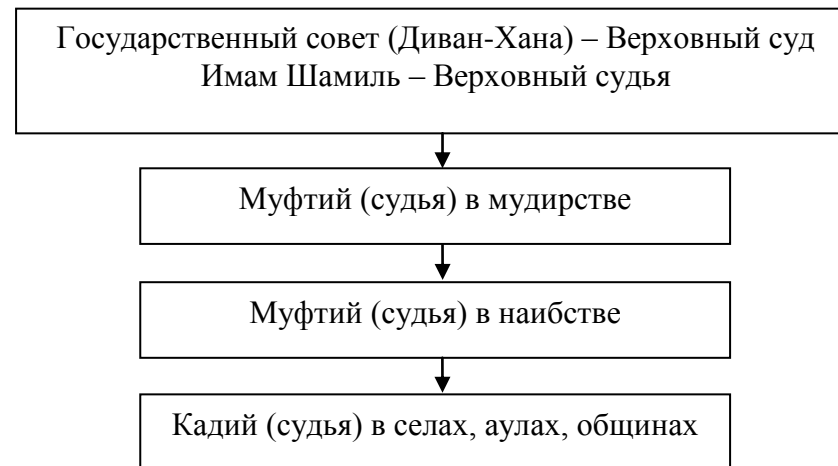 Государственный совет (Диван-Хана) – Верховный суд
Имам Шамиль – Верховный судья
Муфтий (судья) в мудирстве
Муфтий (судья) в наибстве
Кадий (судья) в селах, аулах, общинах